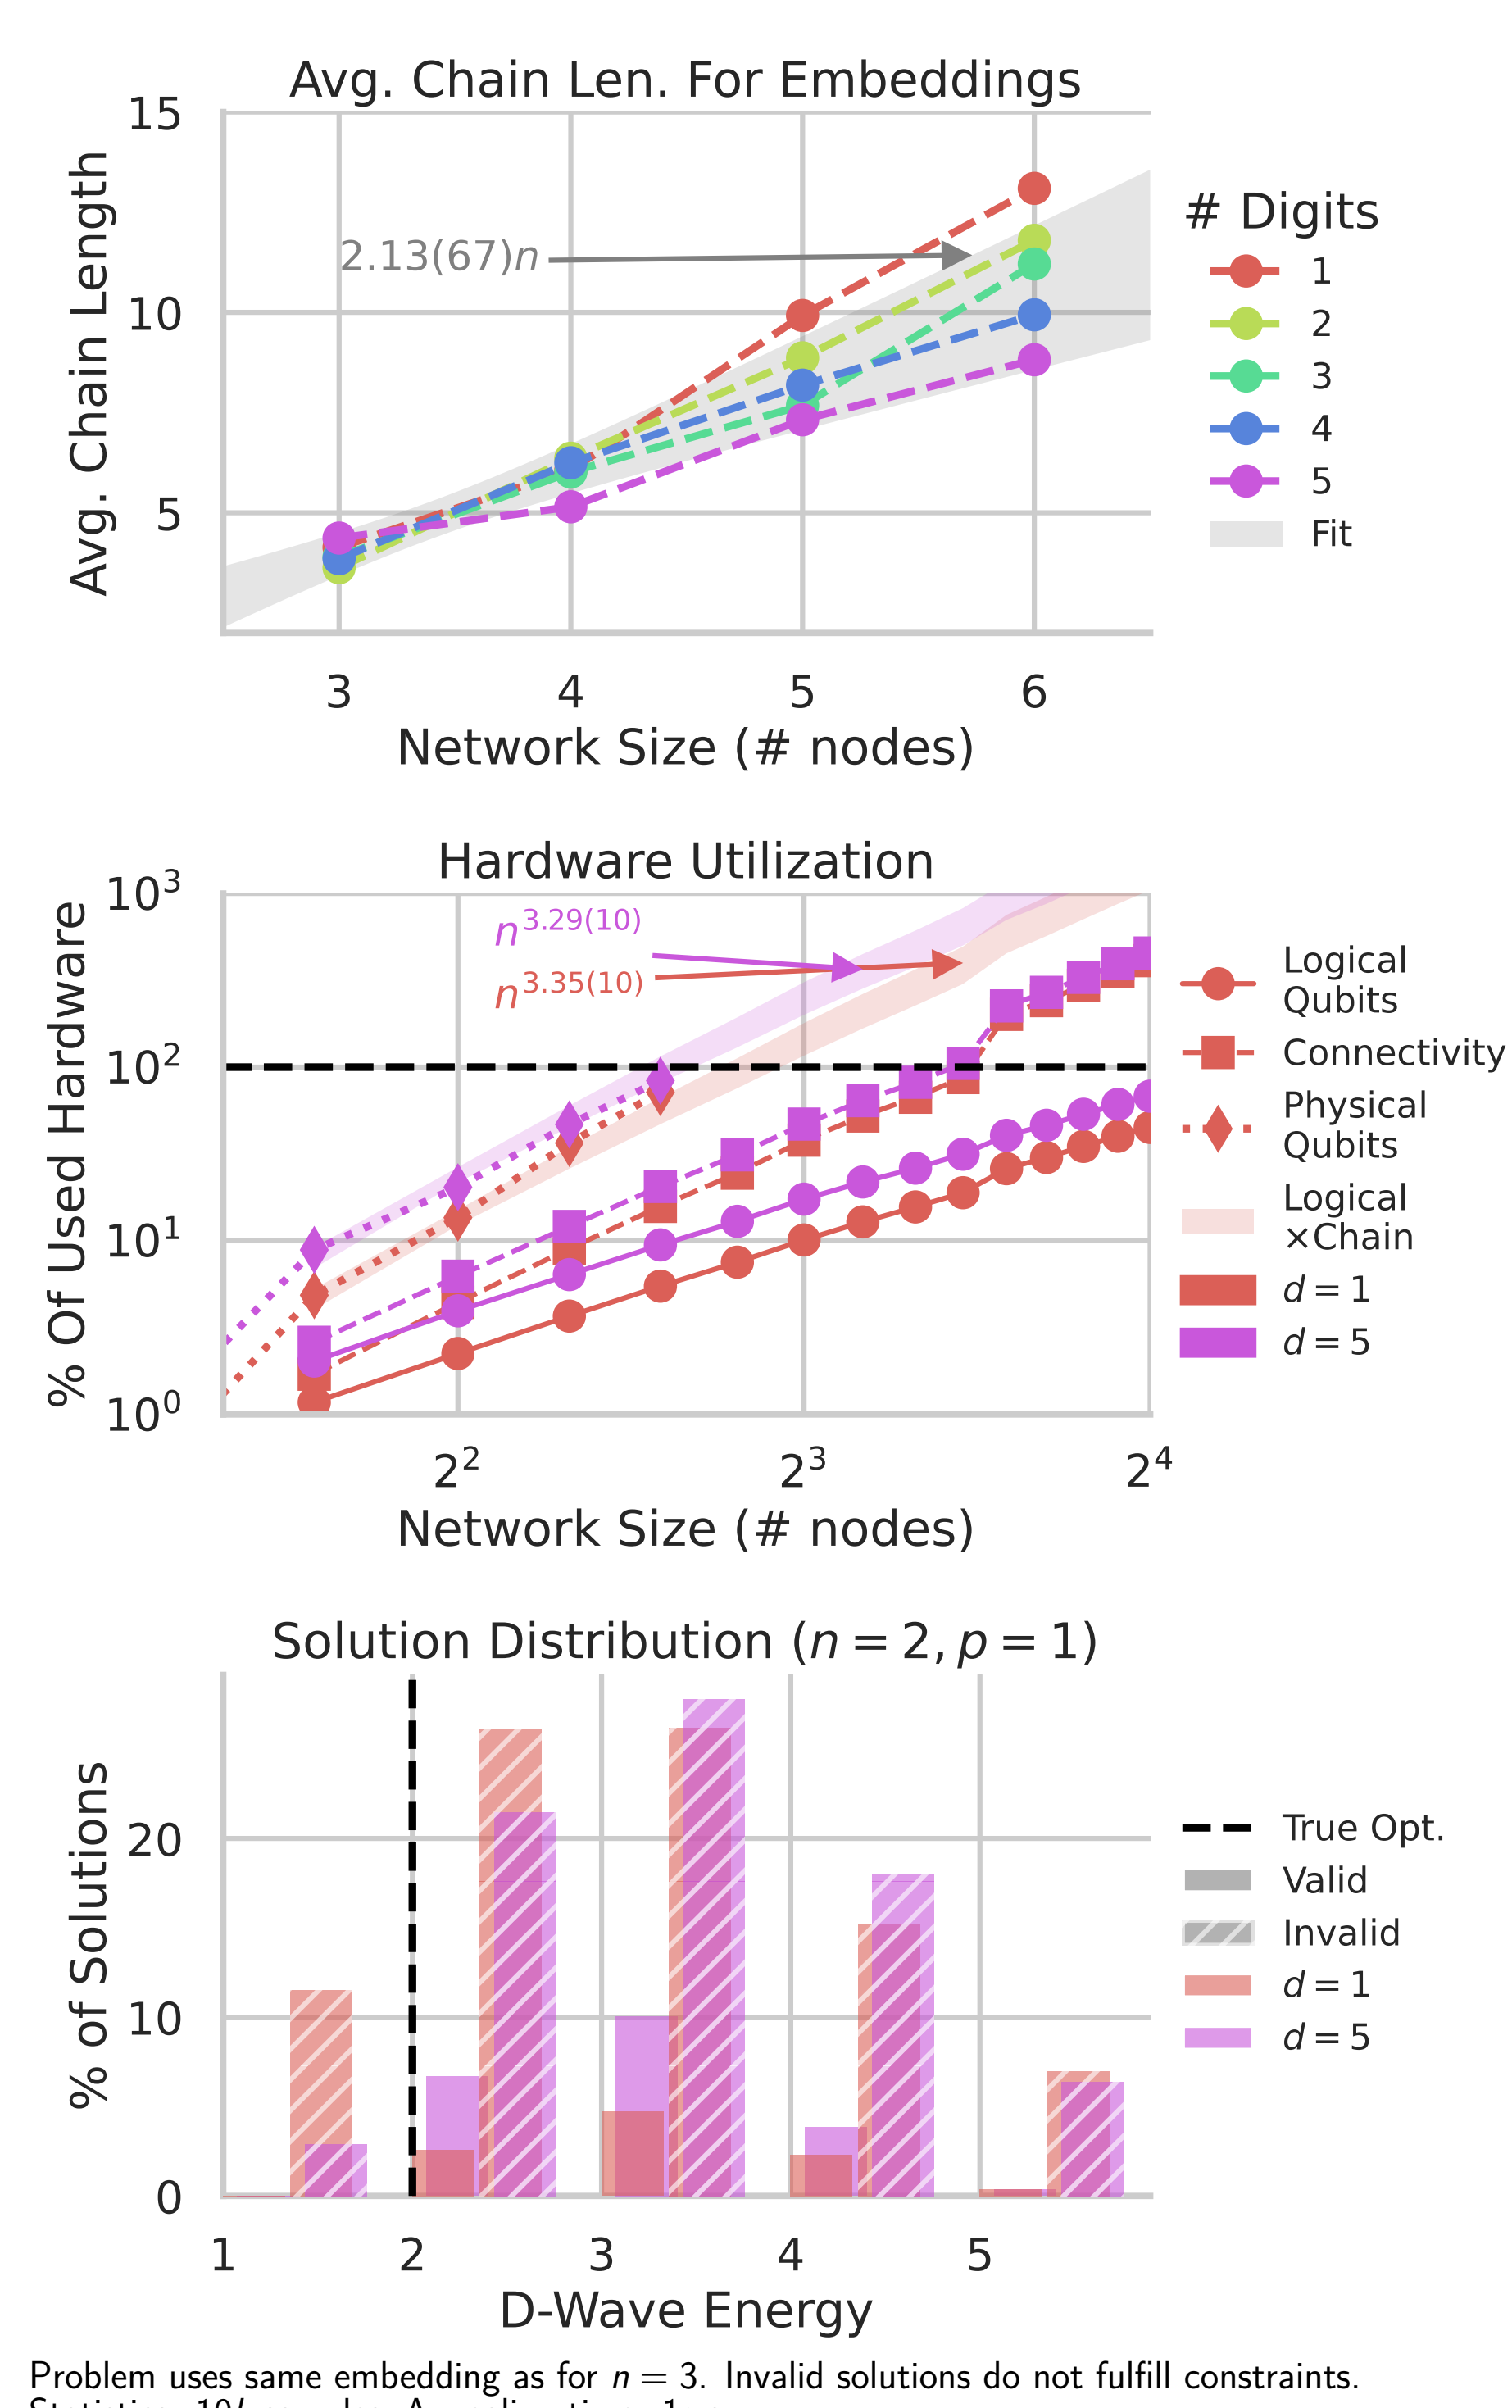 Avg. Chain Len. For Embeddings
15
10
5
Avg. Chain Length
2.13(67)n
3 4 5 6
Network Size (# nodes)
# Digits
1
2
3
4
5
Fit
Hardware Utilization
10³
10²
10¹
10⁰
% Of Used Hardware
n^3.29(10)
n^3.35(10)
2² 2³ 2⁴
Network Size (# nodes)
Logical
Qubits
Connectivity
Physical
Qubits
Logical
×Chain
d = 1
d = 5
Solution Distribution (n = 2, p = 1)
20
10
0
% of Solutions
1 2 3 4 5
D-Wave Energy
True Opt.
Valid
Invalid
d = 1
d = 5
Problem uses same embedding as for n = 3. Invalid solutions do not fulfill constraints.